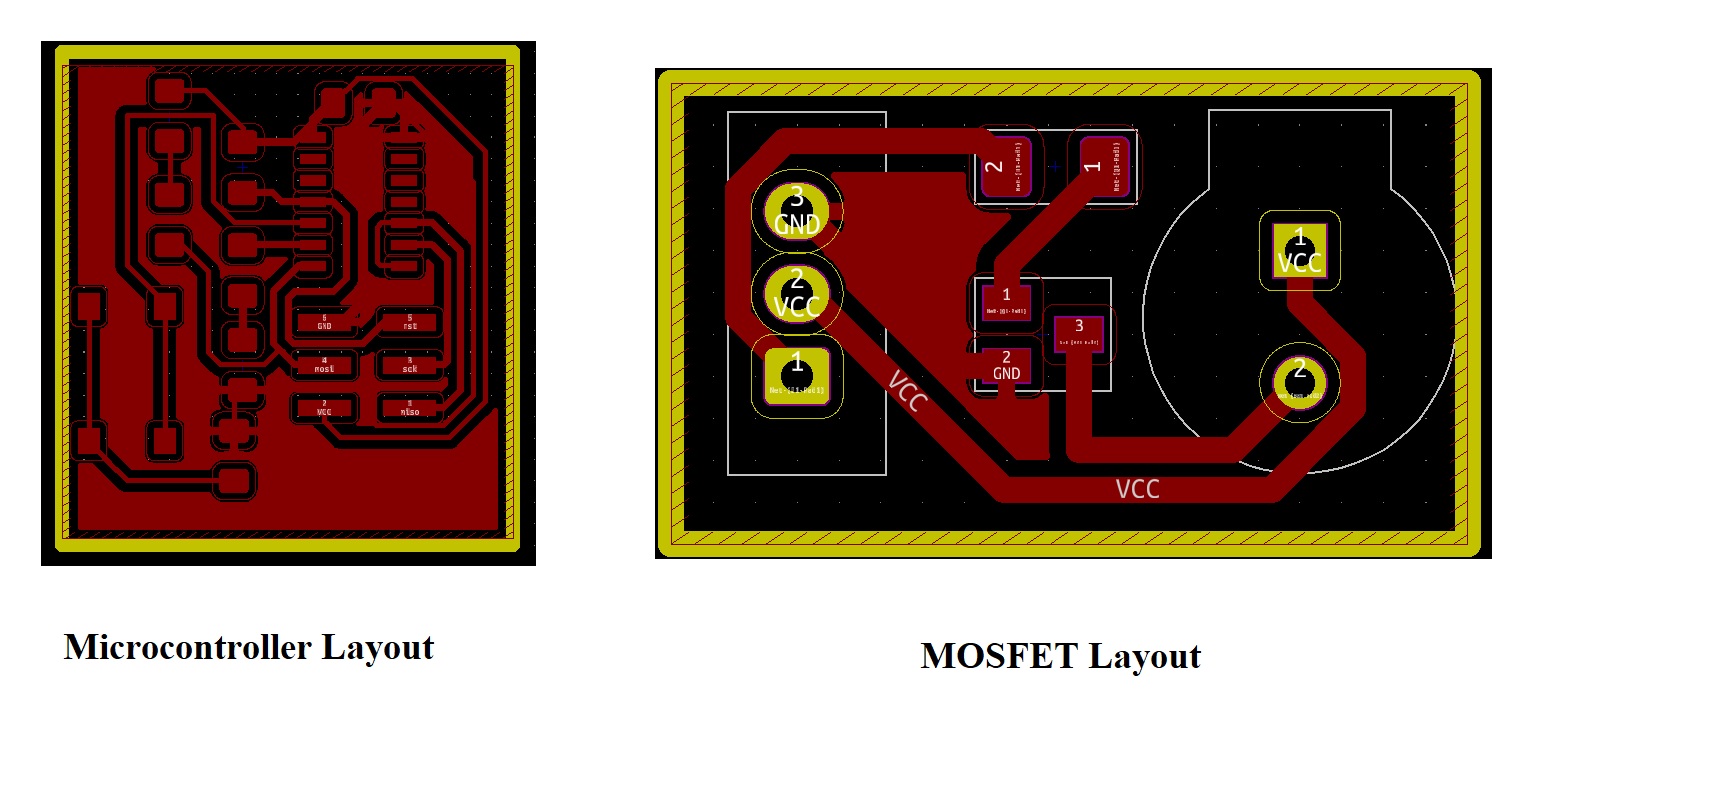 6
GND
5
rst
4
mosi
3
sck
2
VCC
1
miso
3
GND
2
VCC
1
2
1
1
2
GND
3
VCC
VCC
1
VCC
2
Microcontroller Layout
MOSFET Layout